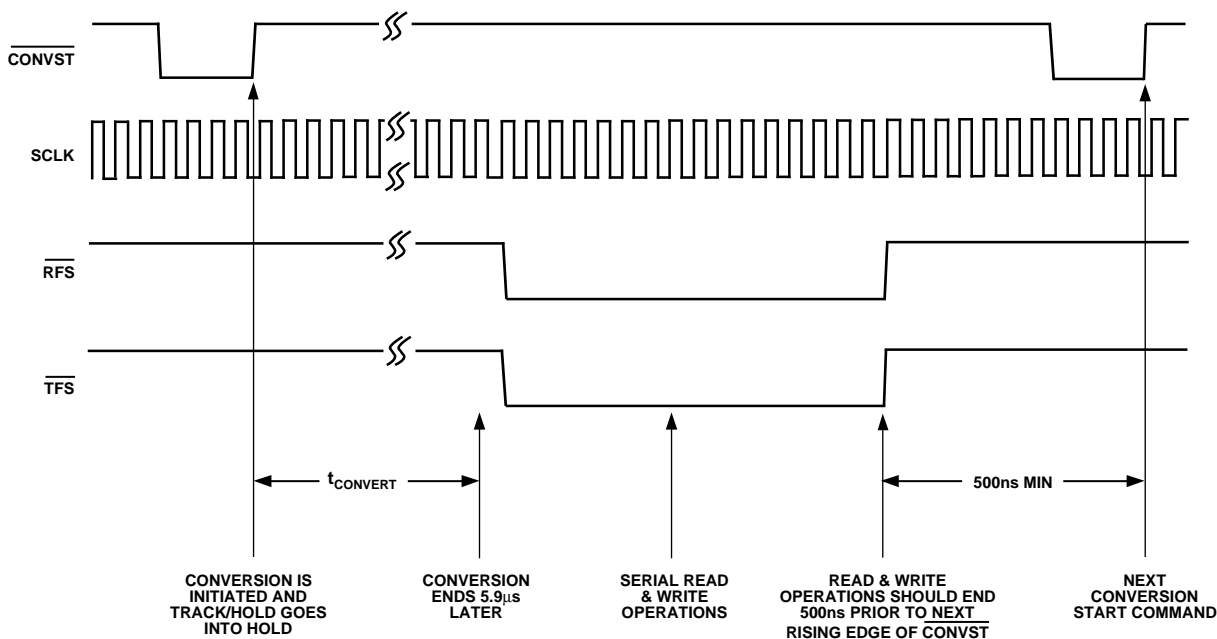 CONVST
SCLK
RFS
TFS
tCONVERT
500ns MIN
CONVERSION IS
INITIATED AND
TRACK/HOLD GOES
INTO HOLD
CONVERSION
ENDS 5.9μs
LATER
SERIAL READ
& WRITE
OPERATIONS
READ & WRITE
OPERATIONS SHOULD END
500ns PRIOR TO NEXT
RISING EDGE OF CONVST
NEXT
CONVERSION
START COMMAND